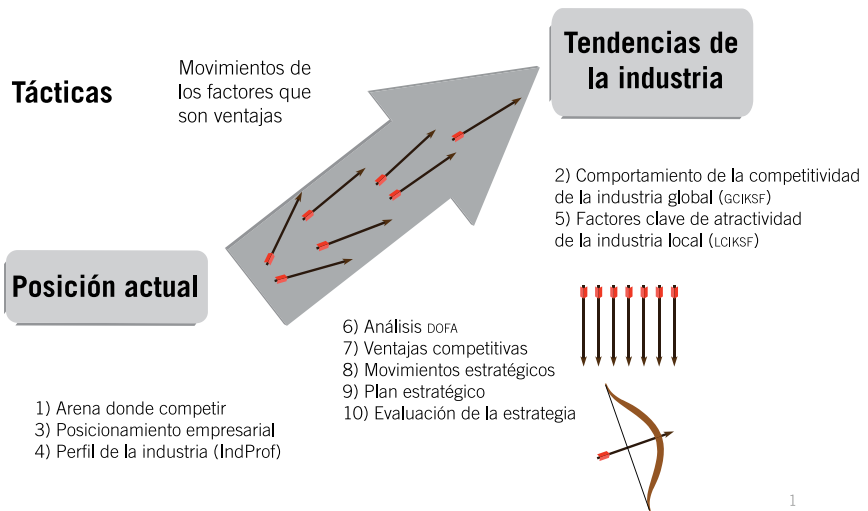 Tácticas
Movimientos de
los factores que
son ventajas
Tendencias de
la industria
2) Comportamiento de la competitividad
de la industria global (GCIKSF)
5) Factores clave de atractividad
de la industria local (LCIKSF)
Posición actual
6) Análisis DOFA
7) Ventajas competitivas
8) Movimientos estratégicos
9) Plan estratégico
10) Evaluación de la estrategia
1) Arena donde competir
3) Posicionamiento empresarial
4) Perfil de la industria (IndProf)
1